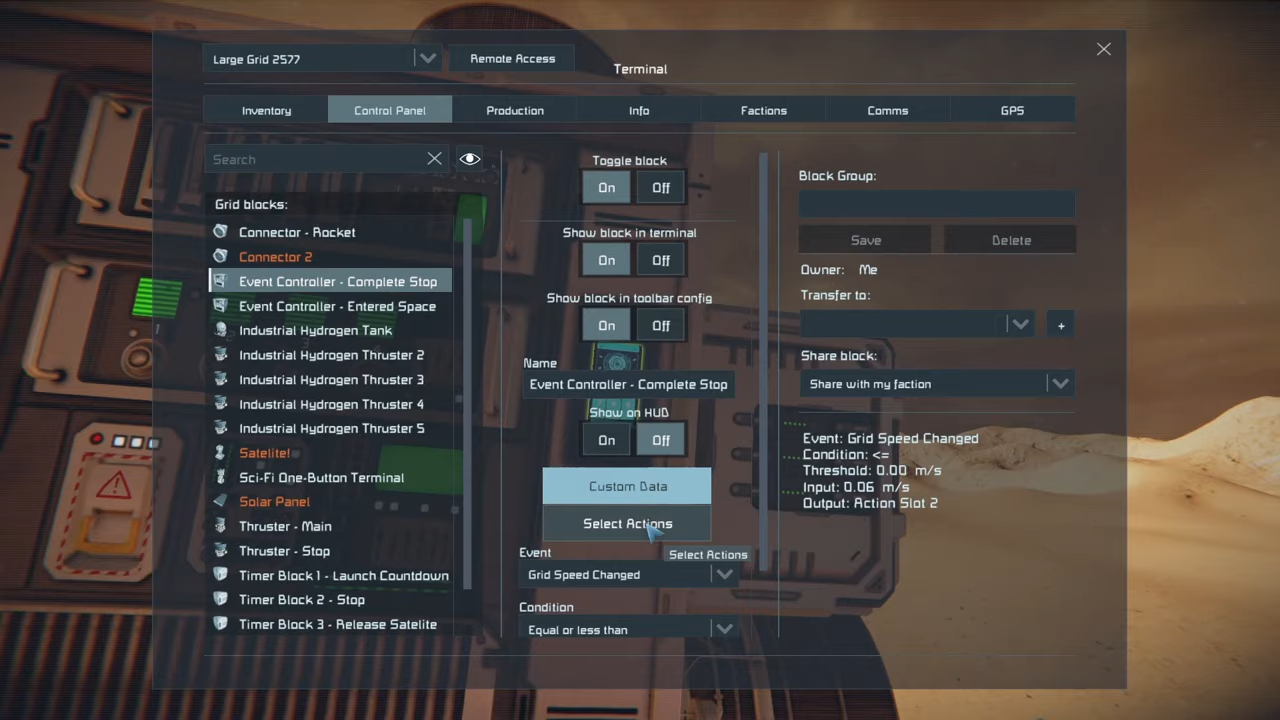 Large Grid 2577
Remote Access
Terminal
Inventory
Control Panel
Production
Info
Factions
Comms
GPS
Search
Grid blocks:
Connector - Rocket
Connector 2
Event Controller - Complete Stop
Event Controller - Entered Space
Industrial Hydrogen Tank
Industrial Hydrogen Thruster 2
Industrial Hydrogen Thruster 3
Industrial Hydrogen Thruster 4
Industrial Hydrogen Thruster 5
Satelite!
Sci-Fi One-Button Terminal
Solar Panel
Thruster - Main
Thruster - Stop
Timer Block 1 - Launch Countdown
Timer Block 2 - Stop
Timer Block 3 - Release Satelite
Toggle block
On Off
Show block in terminal
On Off
Show block in toolbar config
On Off
Name
Event Controller - Complete Stop
Show on HUD
On Off
Custom Data
Select Actions
Select Actions
Event
Grid Speed Changed
Condition
Equal or less than
Block Group:
Save Delete
Owner: Me
Transfer to:
+
Share block:
Share with my faction
Event: Grid Speed Changed
Condition: <=
Threshold: 0.00 m/s
Input: 0.06 m/s
Output: Action Slot 2